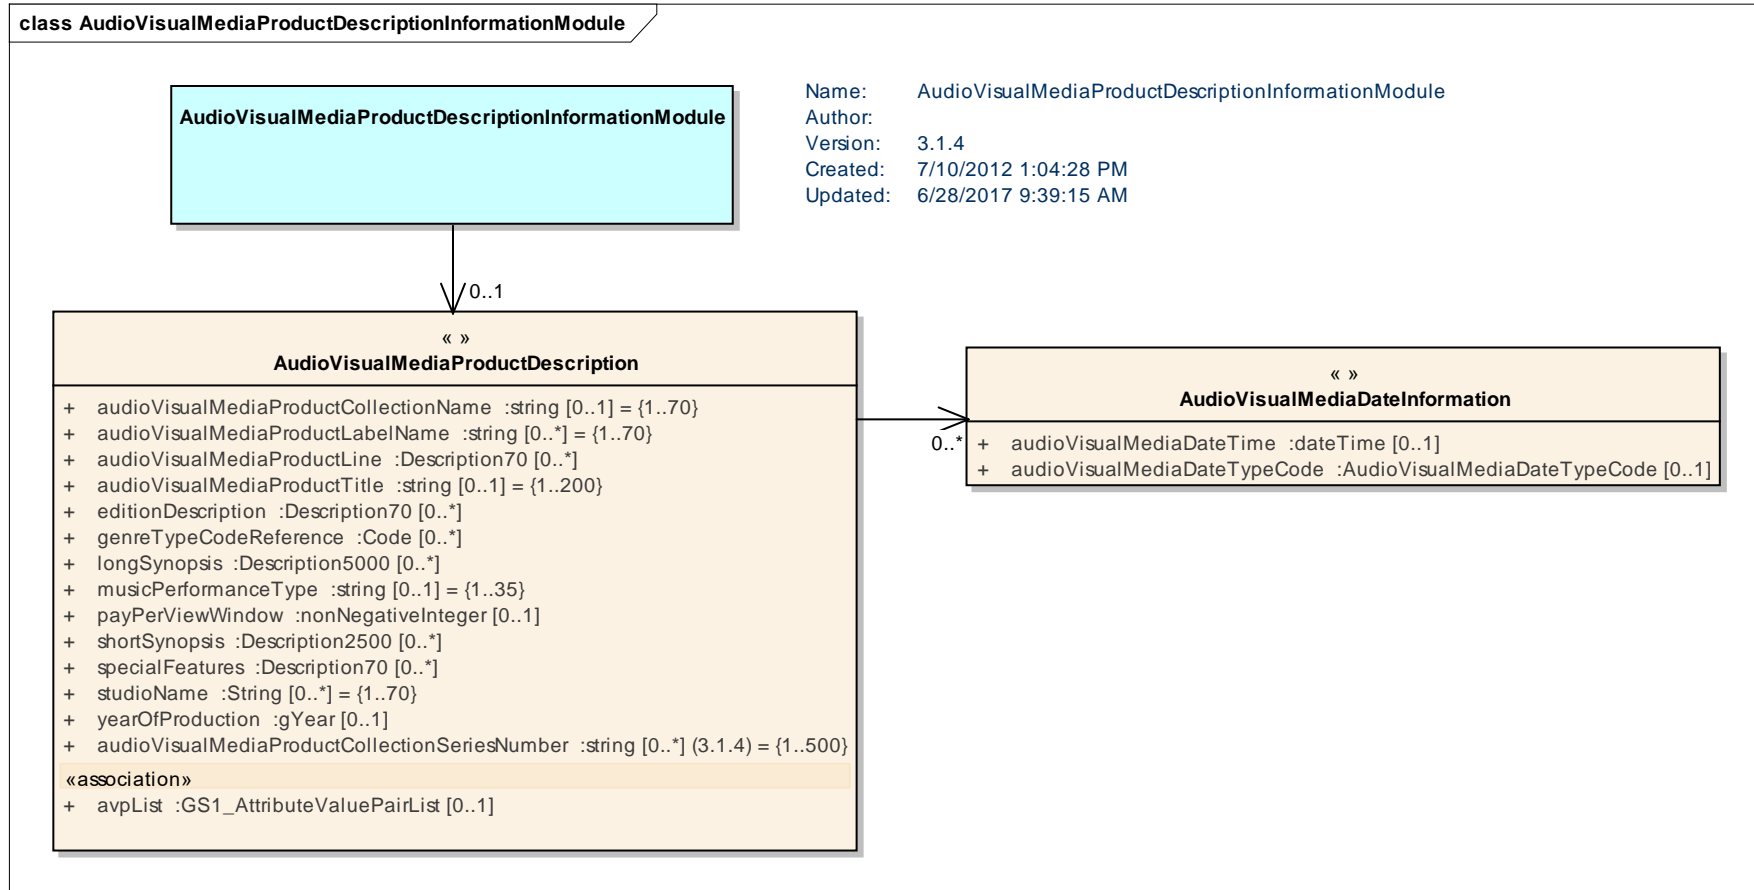 class AudioVisualMediaProductDescriptionInformationModule
AudioVisualMediaProductDescriptionInformationModule
Name: AudioVisualMediaProductDescriptionInformationModule
Author:
Version: 3.1.4
Created: 7/10/2012 1:04:28 PM
Updated: 6/28/2017 9:39:15 AM
0..1
« »
AudioVisualMediaProductDescription
+ audioVisualMediaProductCollectionName :string [0..1] = {1..70}
+ audioVisualMediaProductLabelName :string [0..*] = {1..70}
+ audioVisualMediaProductLine :Description70 [0..*]
+ audioVisualMediaProductTitle :string [0..1] = {1..200}
+ editionDescription :Description70 [0..*]
+ genreTypeCodeReference :Code [0..*]
+ longSynopsis :Description5000 [0..*]
+ musicPerformanceType :string [0..1] = {1..35}
+ payPerViewWindow :nonNegativeInteger [0..1]
+ shortSynopsis :Description2500 [0..*]
+ specialFeatures :Description70 [0..*]
+ studioName :String [0..*] = {1..70}
+ yearOfProduction :gYear [0..1]
+ audioVisualMediaProductCollectionSeriesNumber :string [0..*] (3.1.4) = {1..500}
«association»
+ avpList :GS1_AttributeValuePairList [0..1]
0..*
« »
AudioVisualMediaDateInformation
+ audioVisualMediaDateTime :dateTime [0..1]
+ audioVisualMediaDateTypeCode :AudioVisualMediaDateTypeCode [0..1]